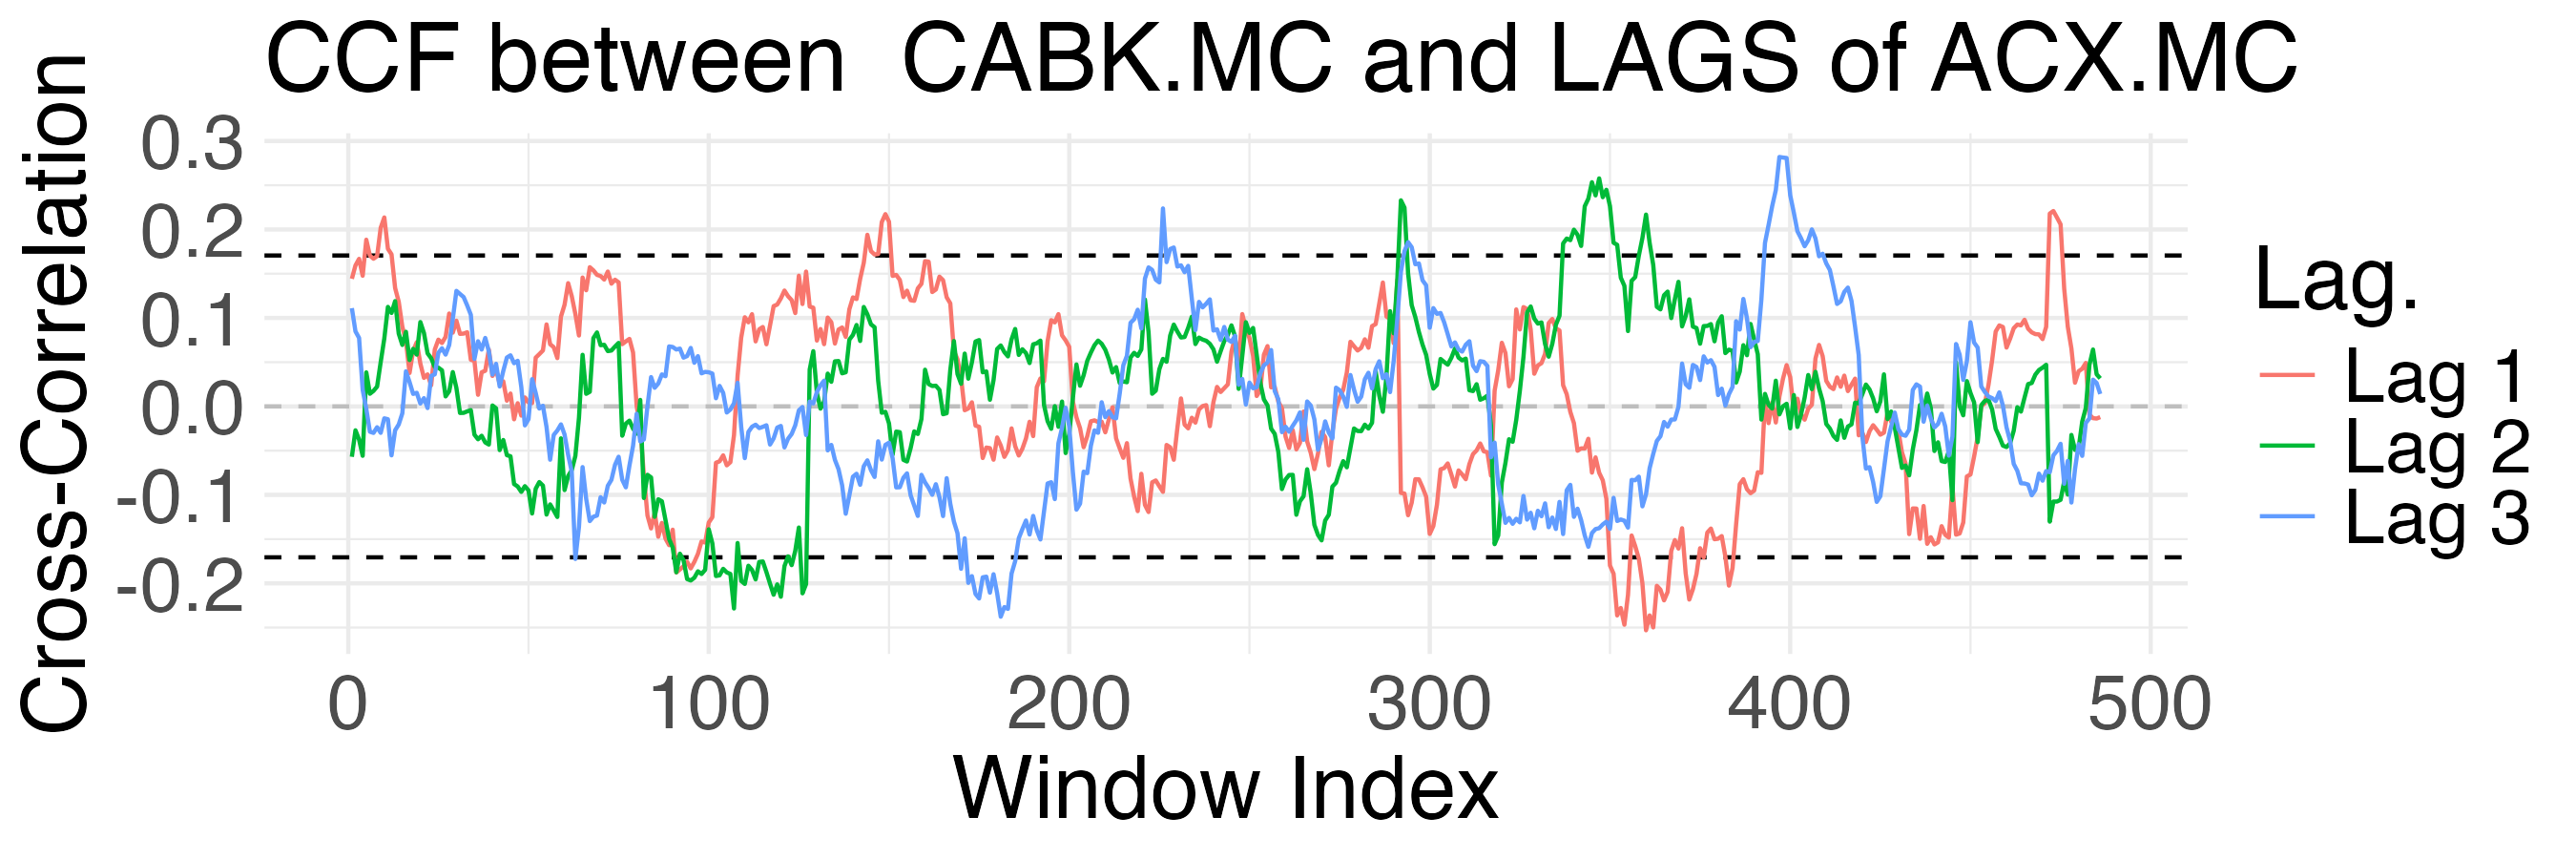 CCF between  CABK.MC and LAGS of ACX.MC
Cross-Correlation
0.3
0.2
0.1
0.0
-0.1
-0.2
0
100
200
300
400
500
Window Index
Lag.
Lag 1
Lag 2
Lag 3